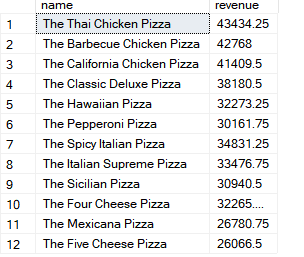 name revenue
1 The Thai Chicken Pizza 43434.25
2 The Barbecue Chicken Pizza 42768
3 The California Chicken Pizza 41409.5
4 The Classic Deluxe Pizza 38180.5
5 The Hawaiian Pizza 32273.25
6 The Pepperoni Pizza 30161.75
7 The Spicy Italian Pizza 34831.25
8 The Italian Supreme Pizza 33476.75
9 The Sicilian Pizza 30940.5
10 The Four Cheese Pizza 32265....
11 The Mexicana Pizza 26780.75
12 The Five Cheese Pizza 26066.5